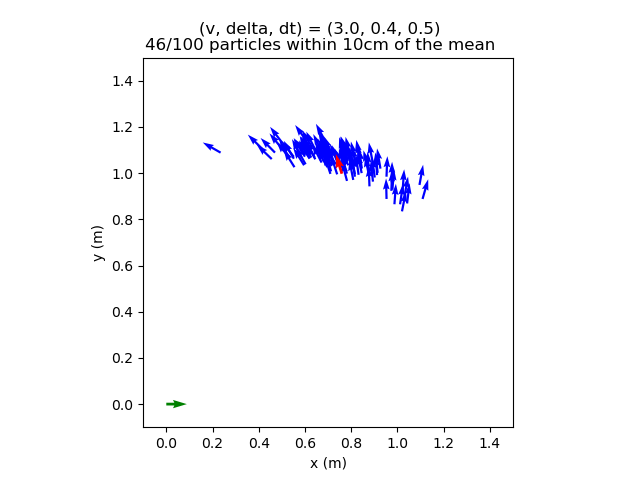 (v, delta, dt) = (3.0, 0.4, 0.5)
46/100 particles within 10cm of the mean
1.4
1.2
1.0
0.8
0.6
0.4
0.2
0.0
y (m)
0.0 0.2 0.4 0.6 0.8 1.0 1.2 1.4
x (m)